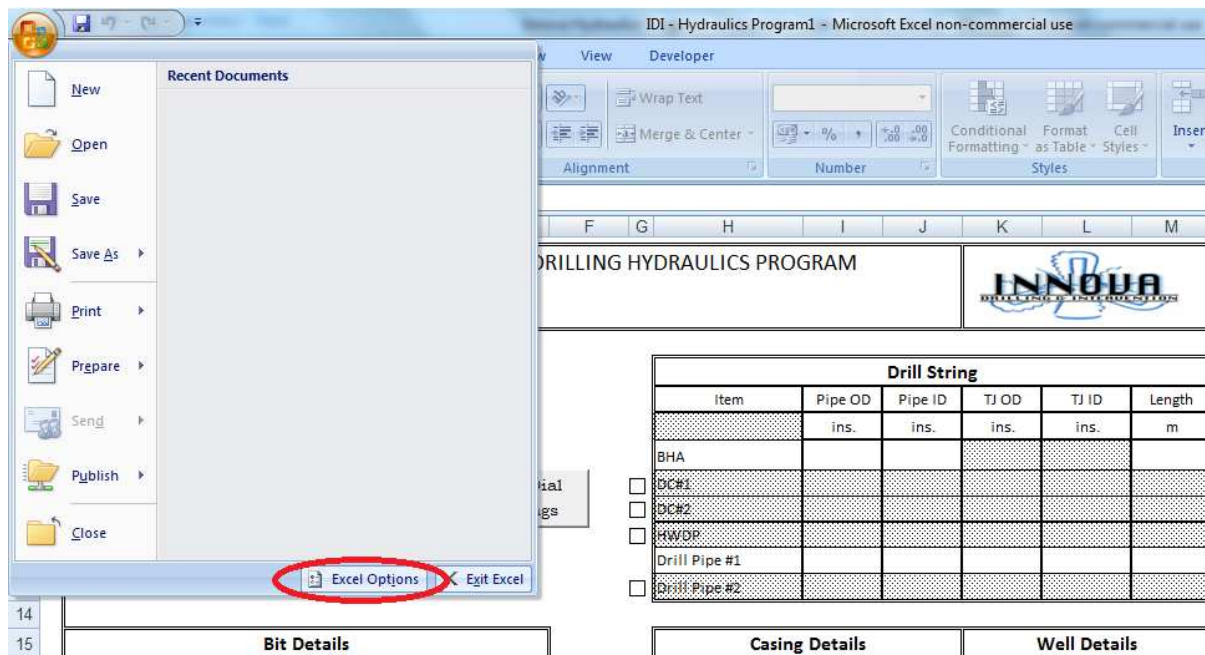 IDI - Hydraulics Program1 - Microsoft Excel non-commercial use
View Developer
New
Open
Save
Save As
Print
Prepare
Send
Publish
Close
Recent Documents
Excel Options
Exit Excel
Wrap Text
Merge & Center
Alignment
%
Number
Conditional Formatting
Format as Table
Cell Styles
Styles
F G H I J K L M
DRILLING HYDRAULICS PROGRAM
INNOVA
DRILLING & INTERVENTION
Drill String
Item Pipe OD Pipe ID TJ OD TJ ID Length
ins. ins. ins. ins. m
BHA
DC#1
DC#2
HWDP
Drill Pipe #1
Drill Pipe #2
14
15
Bit Details Casing Details Well Details